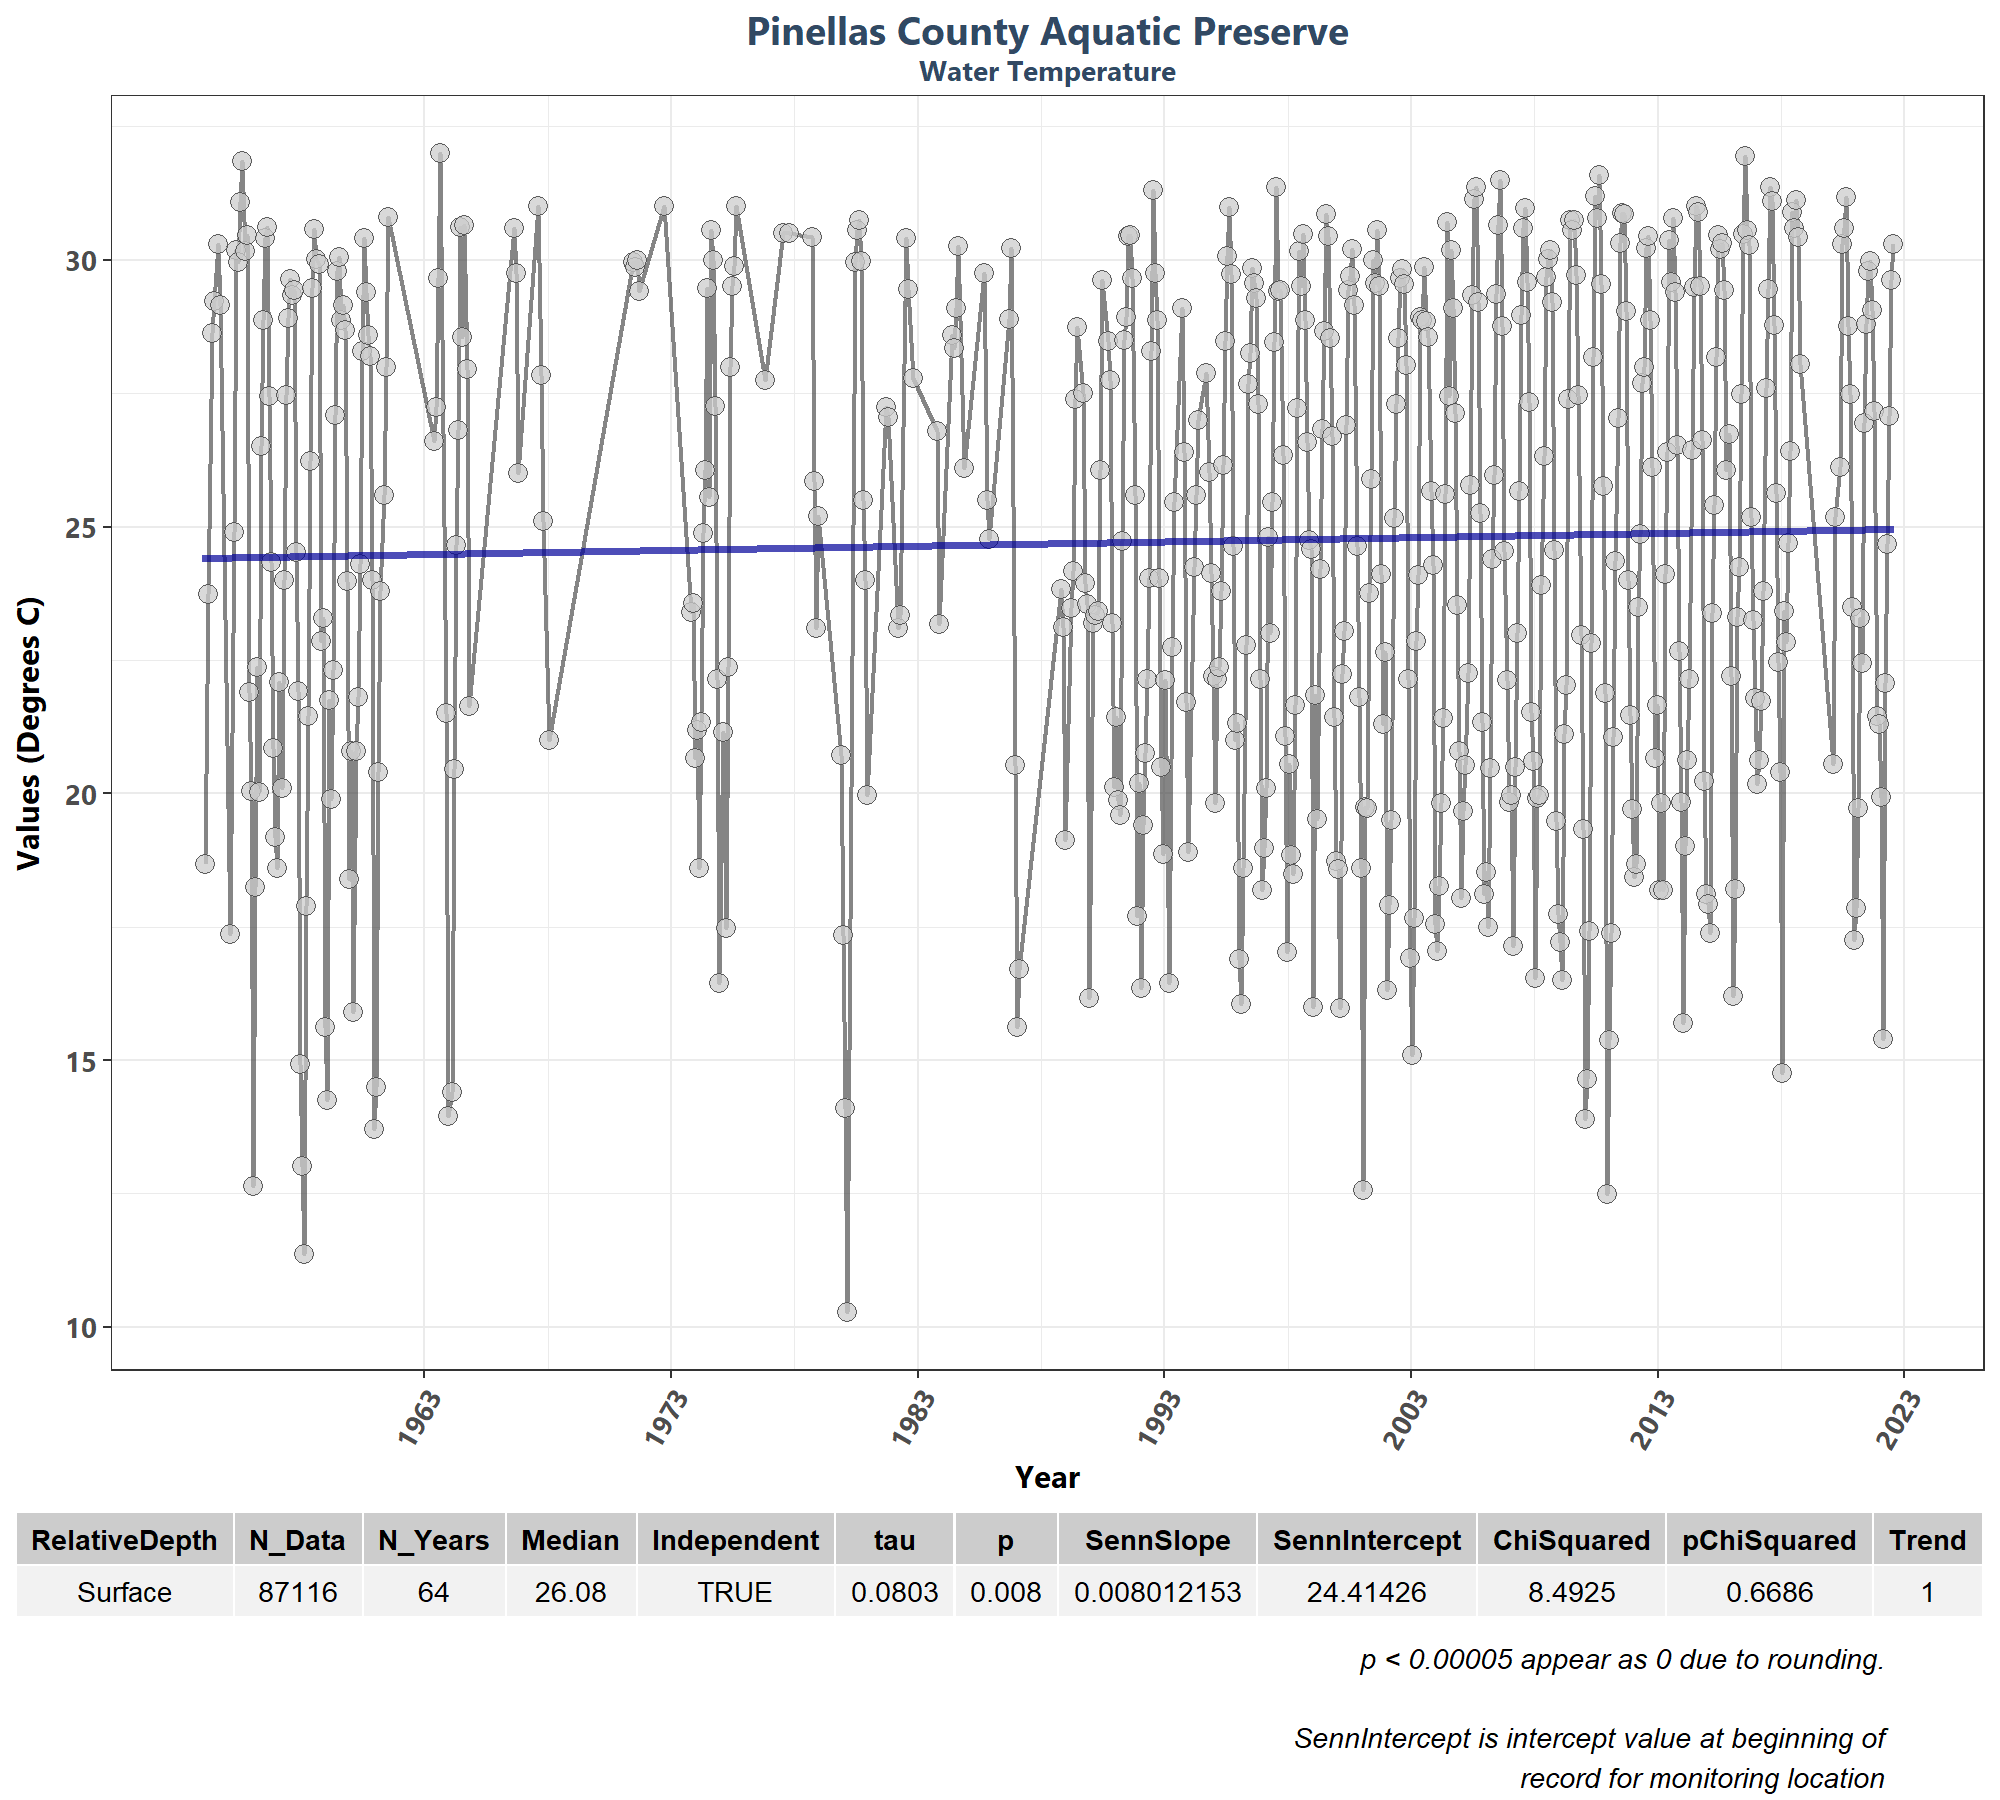 Pinellas County Aquatic Preserve
Water Temperature
Values (Degrees C)
30
25
20
15
10
1963
1973
1983
1993
2003
2013
2023
Year
RelativeDepth N_Data N_Years Median Independent tau p SennSlope SennIntercept ChiSquared pChiSquared Trend
Surface 87116 64 26.08 TRUE 0.0803 0.008 0.008012153 24.41426 8.4925 0.6686 1
p < 0.00005 appear as 0 due to rounding.
SennIntercept is intercept value at beginning of
record for monitoring location